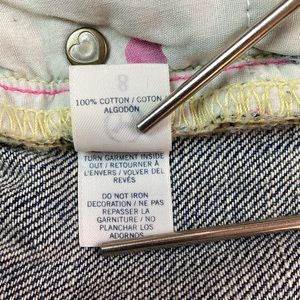 8
100% COTTON / COTON
ALGODÓN
TURN GARMENT INSIDE
OUT / RETOURNER À
L'ENVERS / VOLVER DEL
REVÉS
DO NOT IRON
DECORATION / NE PAS
REPASSER LA
GARNITURE / NO
PLANCHAR LOS
ADORNOS